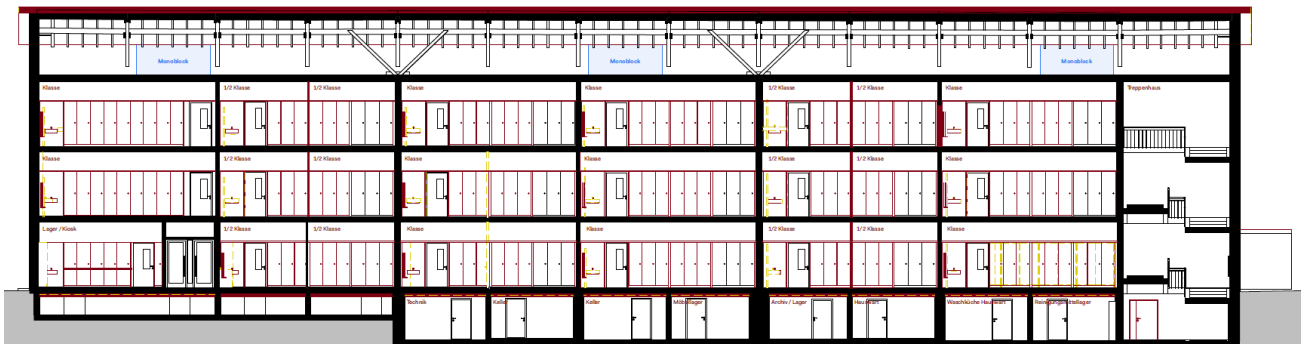 Monoblock Monoblock Monoblock
Klasse 1/2 Klasse 1/2 Klasse Klasse Klasse 1/2 Klasse 1/2 Klasse Klasse Treppenhaus
Klasse 1/2 Klasse 1/2 Klasse Klasse Klasse 1/2 Klasse 1/2 Klasse Klasse
Lager / Kiosk 1/2 Klasse 1/2 Klasse Klasse Klasse 1/2 Klasse 1/2 Klasse Klasse
Technik Keller Keller Möbellager Archiv / Lager Hauswart Waschküche Hauswart Reinigungsmittellager